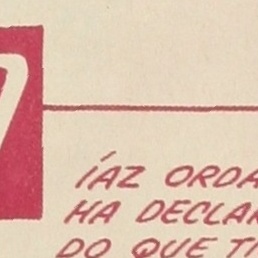 ÍAZ ORDA
HA DECLAR
DO QUE TI